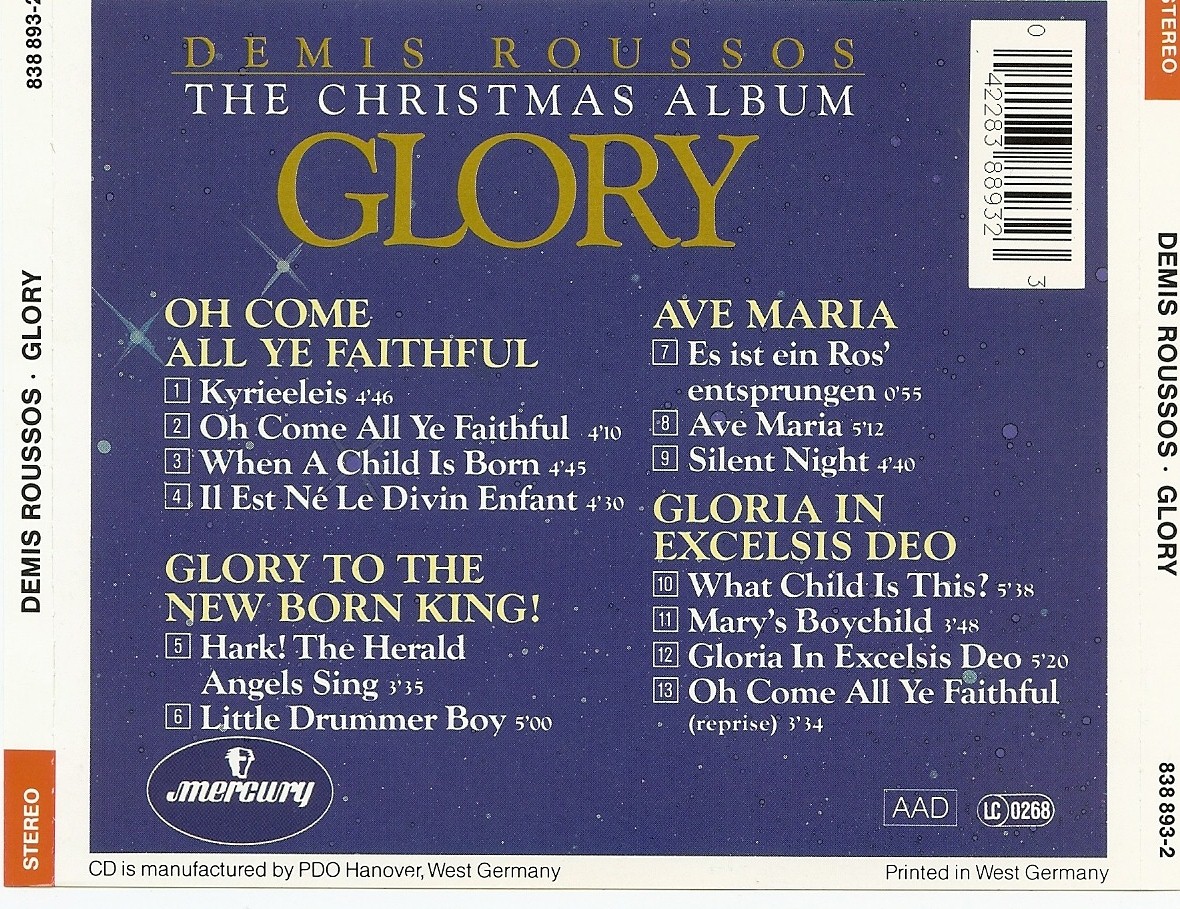 DEMIS ROUSSOS
THE CHRISTMAS ALBUM
GLORY
0
42283 88932
3
OH COME
ALL YE FAITHFUL
1 Kyrieeleis 4'46
2 Oh Come All Ye Faithful 4'10
3 When A Child Is Born 4'45
4 Il Est Né Le Divin Enfant 4'30
GLORY TO THE
NEW BORN KING!
5 Hark! The Herald
Angels Sing 3'35
6 Little Drummer Boy 5'00
AVE MARIA
7 Es ist ein Ros'
entsprungen 0'55
8 Ave Maria 5'12
9 Silent Night 4'40
GLORIA IN
EXCELSIS DEO
10 What Child Is This? 5'38
11 Mary's Boychild 3'48
12 Gloria In Excelsis Deo 5'20
13 Oh Come All Ye Faithful
(reprise) 3'34
mercury
AAD
LC 0268
CD is manufactured by PDO Hanover, West Germany
Printed in West Germany
STEREO
DEMIS ROUSSOS · GLORY
838 893-2
STEREO
DEMIS ROUSSOS · GLORY
838 893-2